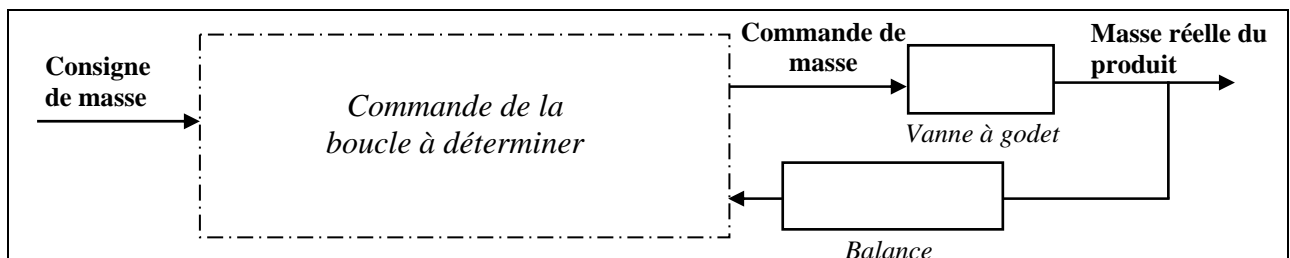 Consigne
de masse
Commande de la
boucle à déterminer
Commande de
masse
Vanne à godet
Masse réelle du
produit
Balance